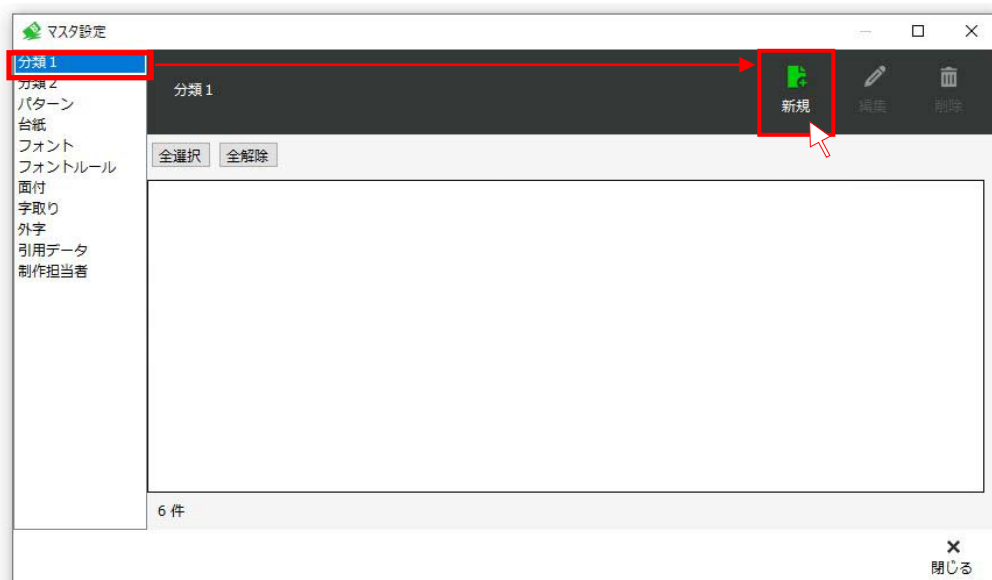 マスタ設定
分類1
分類2
パターン
台紙
フォント
フォントルール
面付
字取り
外字
引用データ
制作担当者
分類1
新規
編集
削除
全選択
全解除
6 件
閉じる